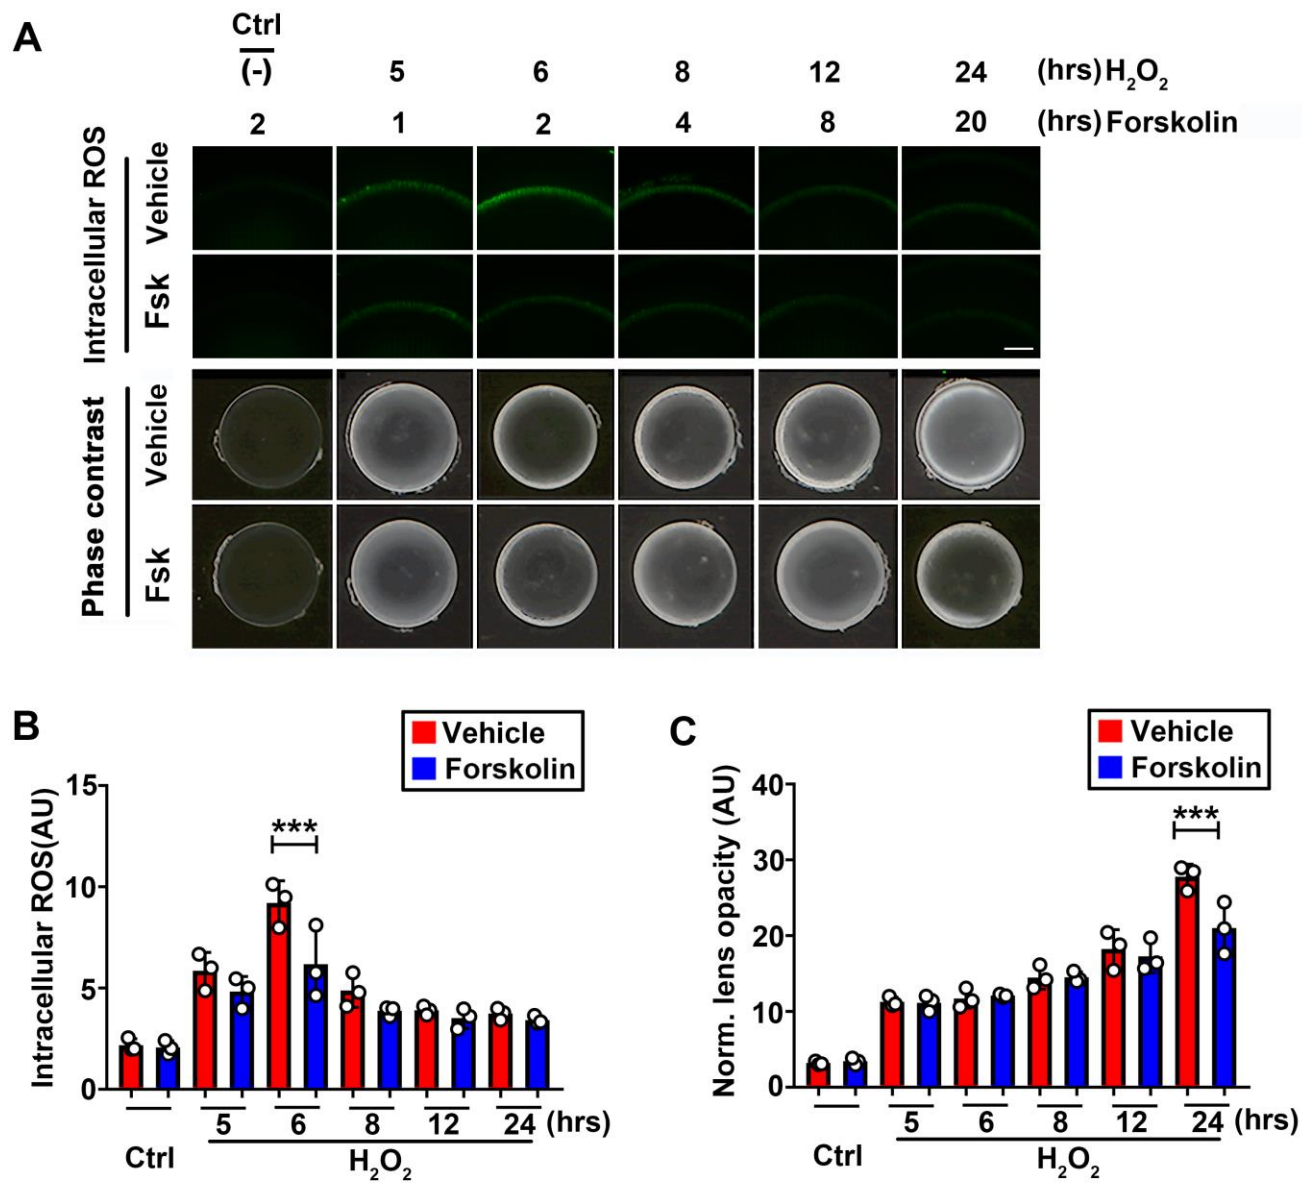 A
Ctrl
(-) 5 6 8 12 24 (hrs) H₂O₂
2 1 2 4 8 20 (hrs) Forskolin
Intracellular ROS
Vehicle
Fsk
Phase contrast
Vehicle
Fsk
B
Vehicle
Forskolin
Intracellular ROS(AU)
15
10
5
0
***
5 6 8 12 24 (hrs)
Ctrl
H₂O₂
C
Vehicle
Forskolin
Norm. lens opacity (AU)
40
30
20
10
0
***
5 6 8 12 24 (hrs)
Ctrl
H₂O₂